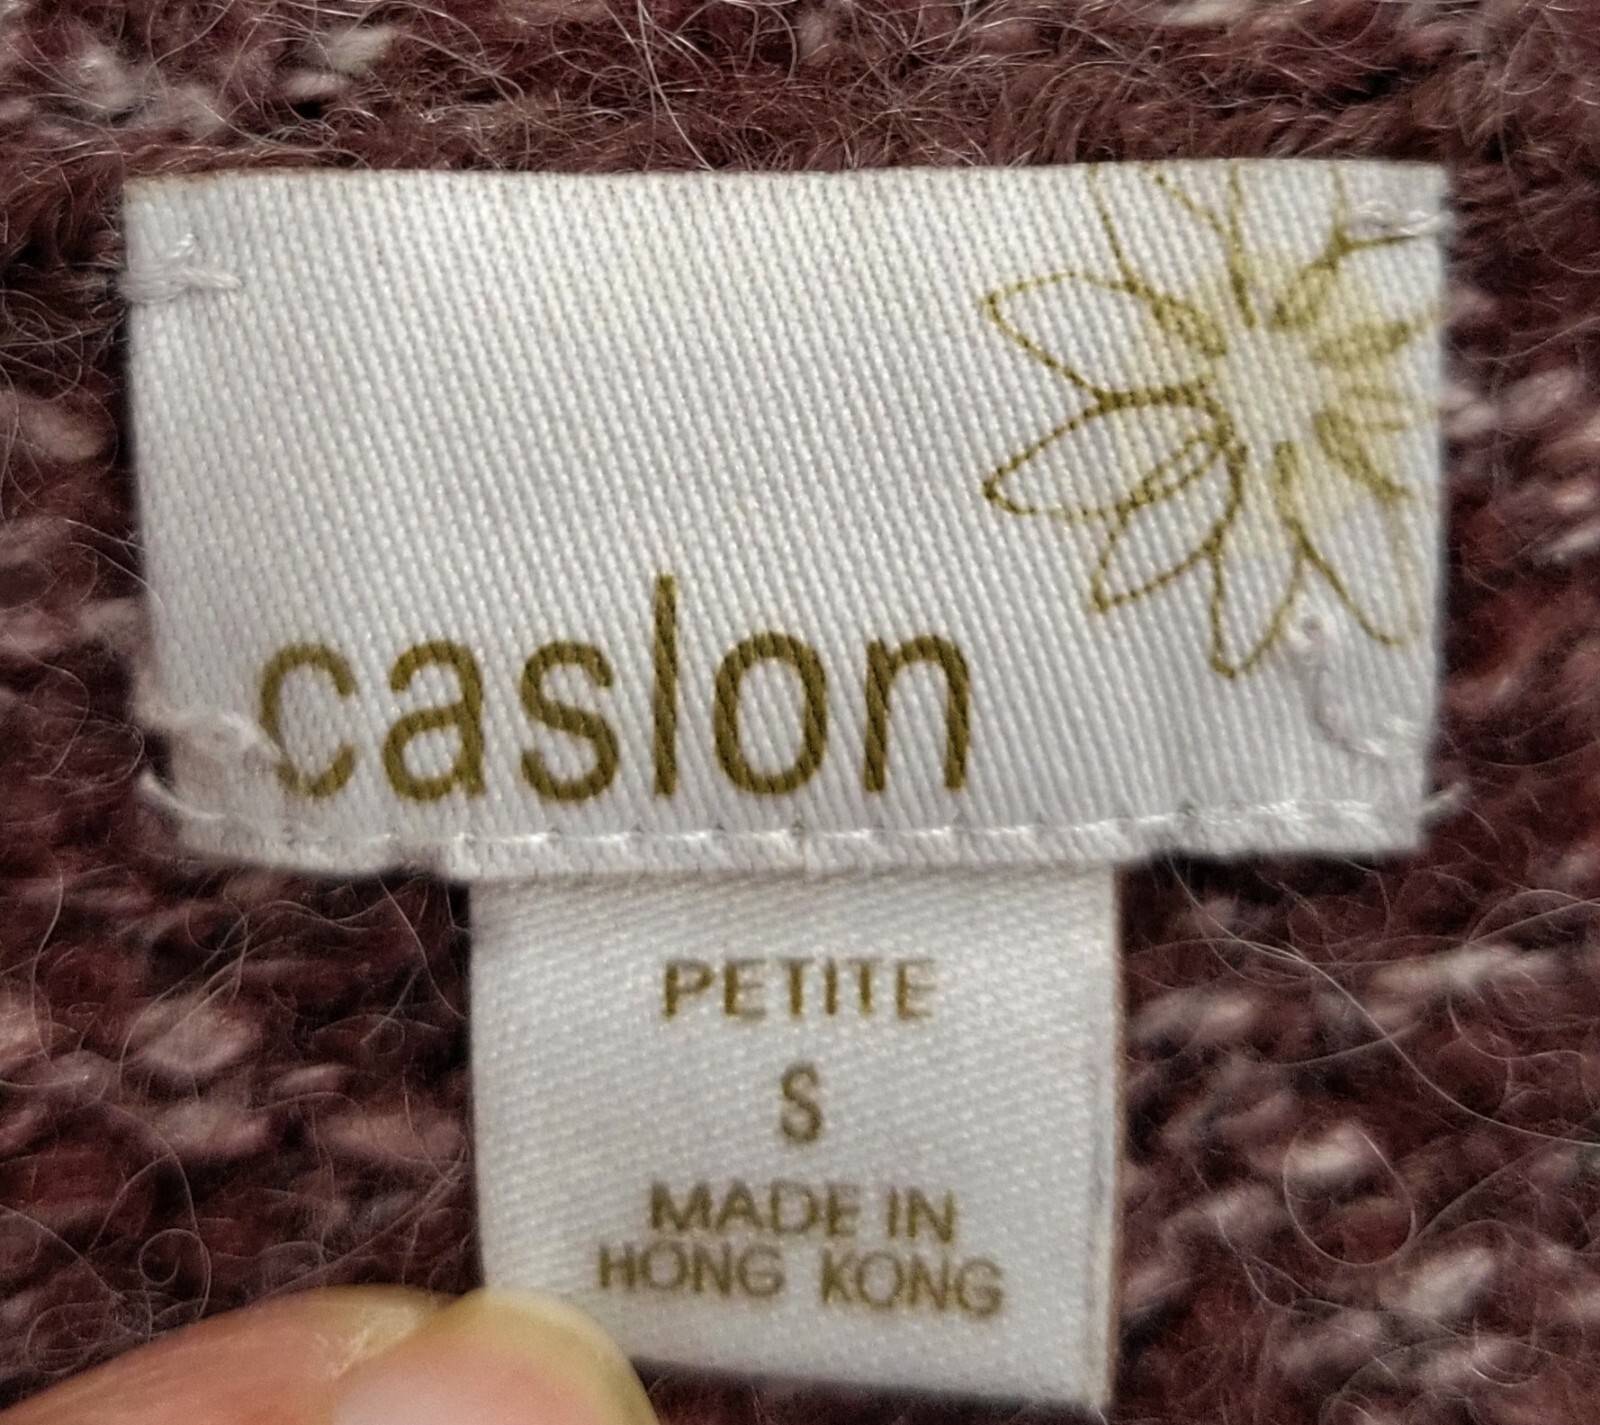 caslon
PETITE
S
MADE IN
HONG KONG